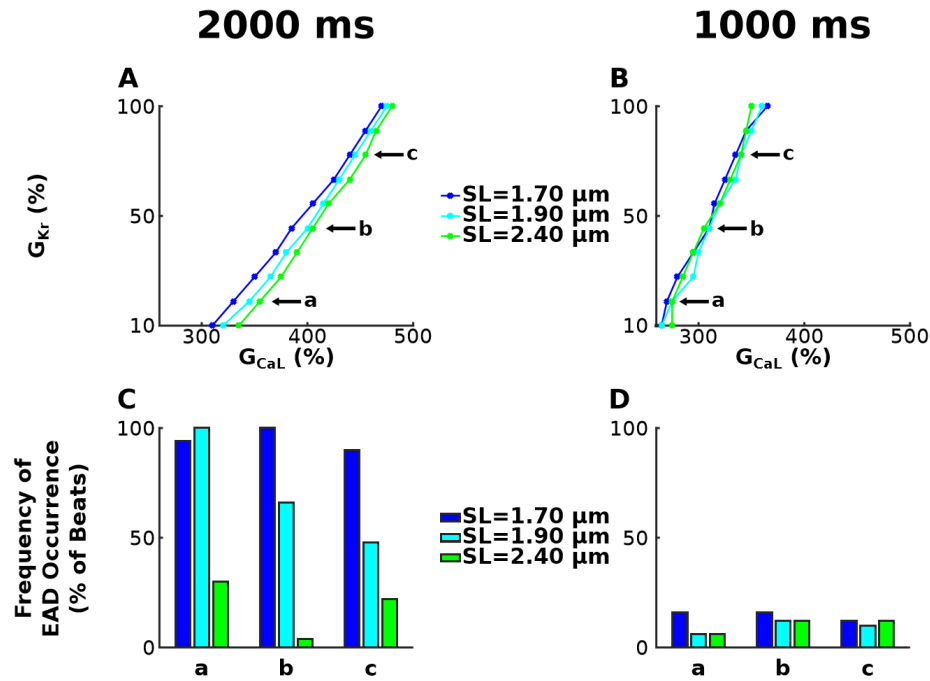 2000 ms
1000 ms
A
B
100
50
10
300
400
500
G_CaL (%)
G_Kr (%)
c
b
a
SL=1.70 µm
SL=1.90 µm
SL=2.40 µm
100
50
10
300
400
500
G_CaL (%)
c
b
a
C
D
Frequency of
EAD Occurrence
(% of Beats)
100
50
0
a
b
c
SL=1.70 µm
SL=1.90 µm
SL=2.40 µm
100
50
0
a
b
c